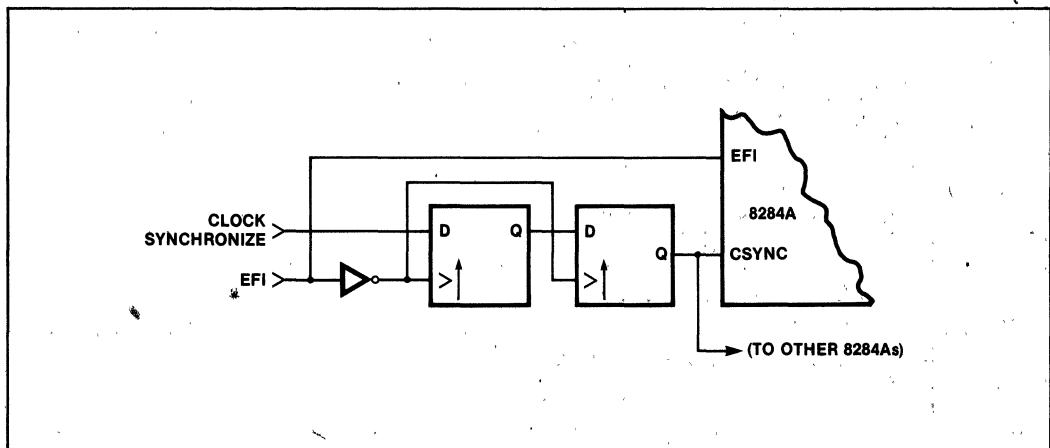 EFI
8284A
CLOCK
SYNCHRONIZE
D
Q
D
Q
CSYNC
EFI
>
>
(TO OTHER 8284As)